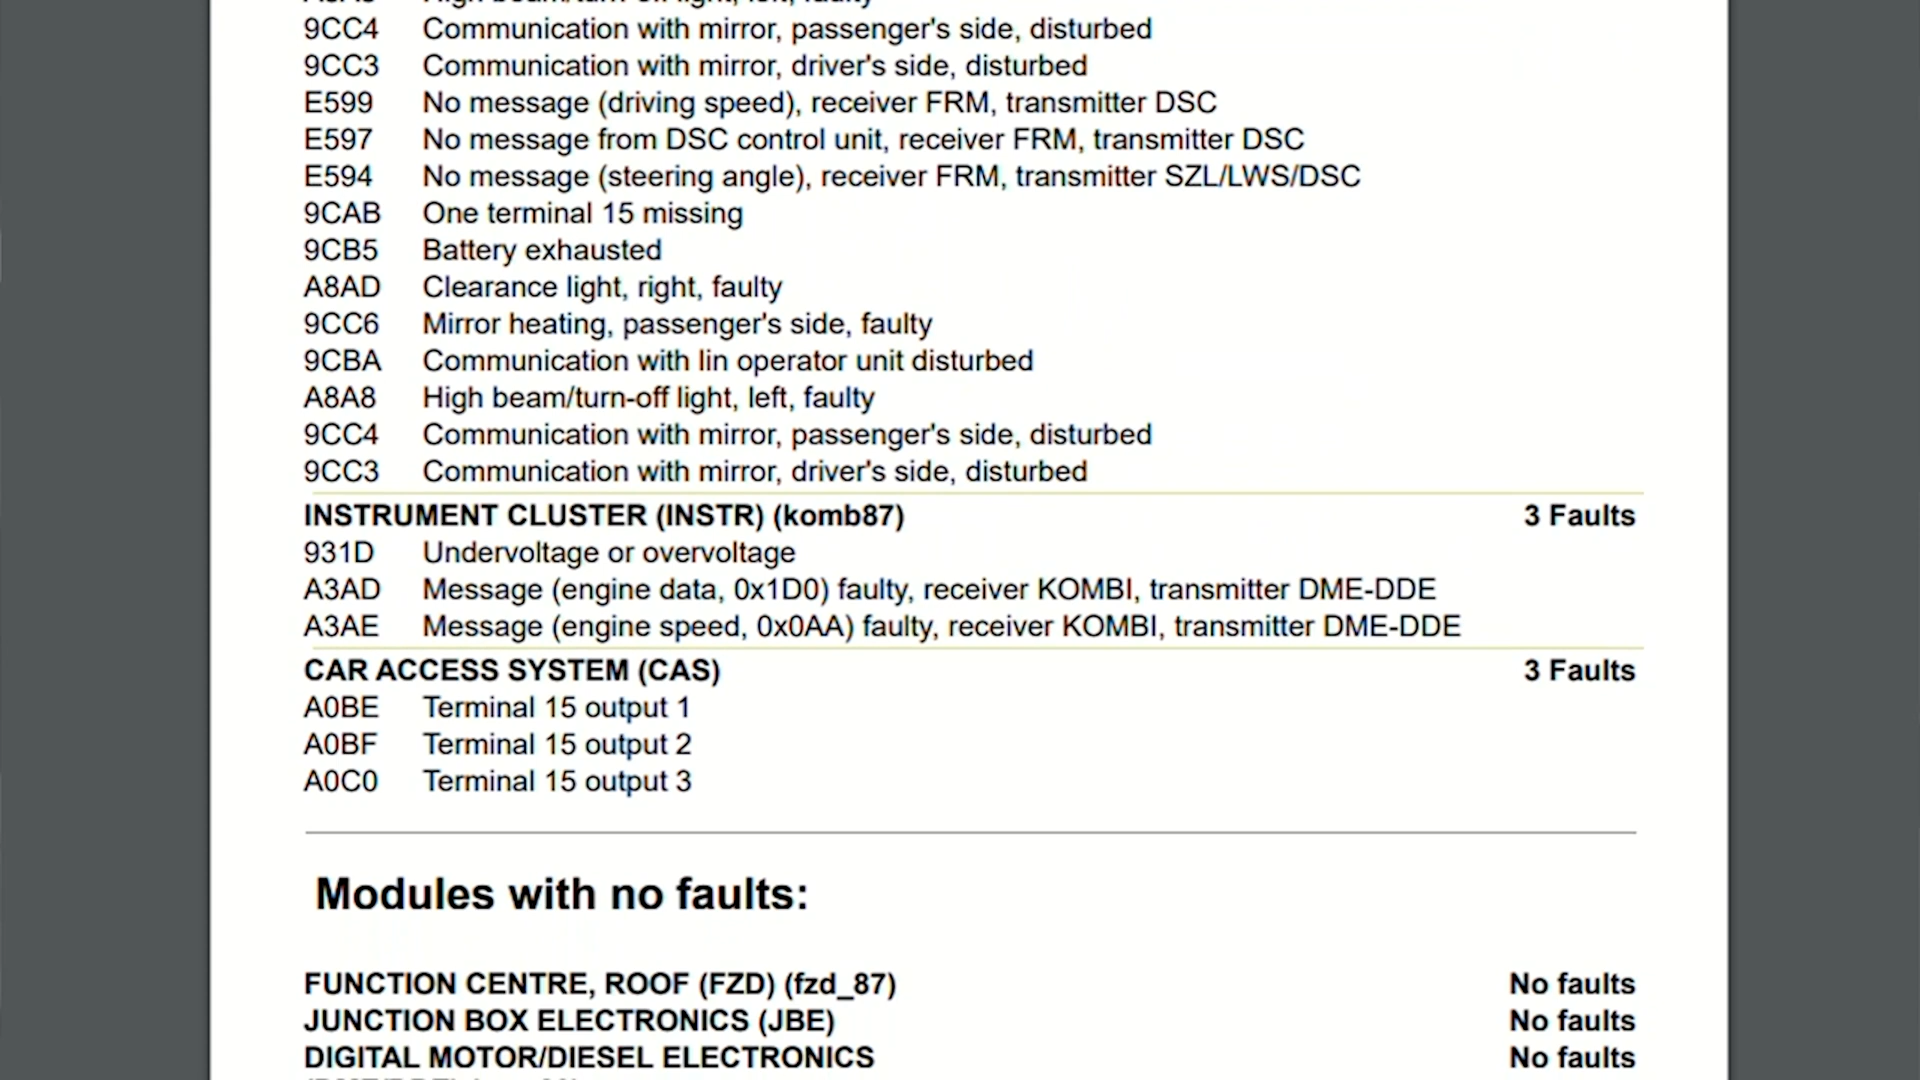 9CC4 Communication with mirror, passenger's side, disturbed
9CC3 Communication with mirror, driver's side, disturbed
E599 No message (driving speed), receiver FRM, transmitter DSC
E597 No message from DSC control unit, receiver FRM, transmitter DSC
E594 No message (steering angle), receiver FRM, transmitter SZL/LWS/DSC
9CAB One terminal 15 missing
9CB5 Battery exhausted
A8AD Clearance light, right, faulty
9CC6 Mirror heating, passenger's side, faulty
9CBA Communication with lin operator unit disturbed
A8A8 High beam/turn-off light, left, faulty
9CC4 Communication with mirror, passenger's side, disturbed
9CC3 Communication with mirror, driver's side, disturbed
INSTRUMENT CLUSTER (INSTR) (komb87) 3 Faults
931D Undervoltage or overvoltage
A3AD Message (engine data, 0x1D0) faulty, receiver KOMBI, transmitter DME-DDE
A3AE Message (engine speed, 0x0AA) faulty, receiver KOMBI, transmitter DME-DDE
CAR ACCESS SYSTEM (CAS) 3 Faults
A0BE Terminal 15 output 1
A0BF Terminal 15 output 2
A0C0 Terminal 15 output 3
Modules with no faults:
FUNCTION CENTRE, ROOF (FZD) (fzd_87) No faults
JUNCTION BOX ELECTRONICS (JBE) No faults
DIGITAL MOTOR/DIESEL ELECTRONICS No faults